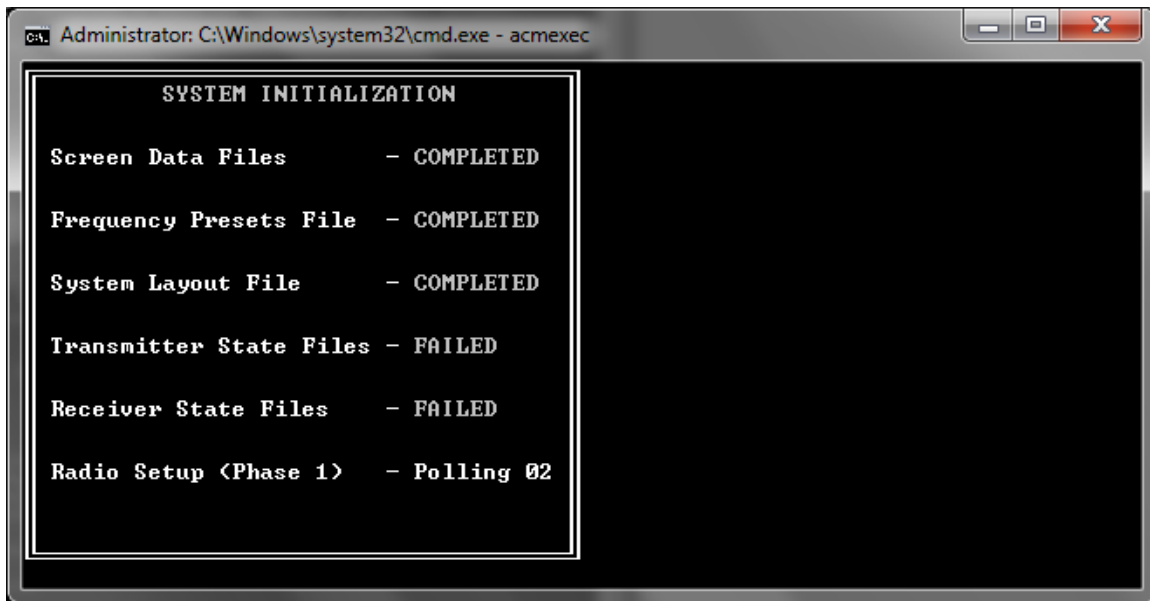 Administrator: C:\Windows\system32\cmd.exe - acmexec
SYSTEM INITIALIZATION
Screen Data Files - COMPLETED
Frequency Presets File - COMPLETED
System Layout File - COMPLETED
Transmitter State Files - FAILED
Receiver State Files - FAILED
Radio Setup (Phase 1) - Polling 02